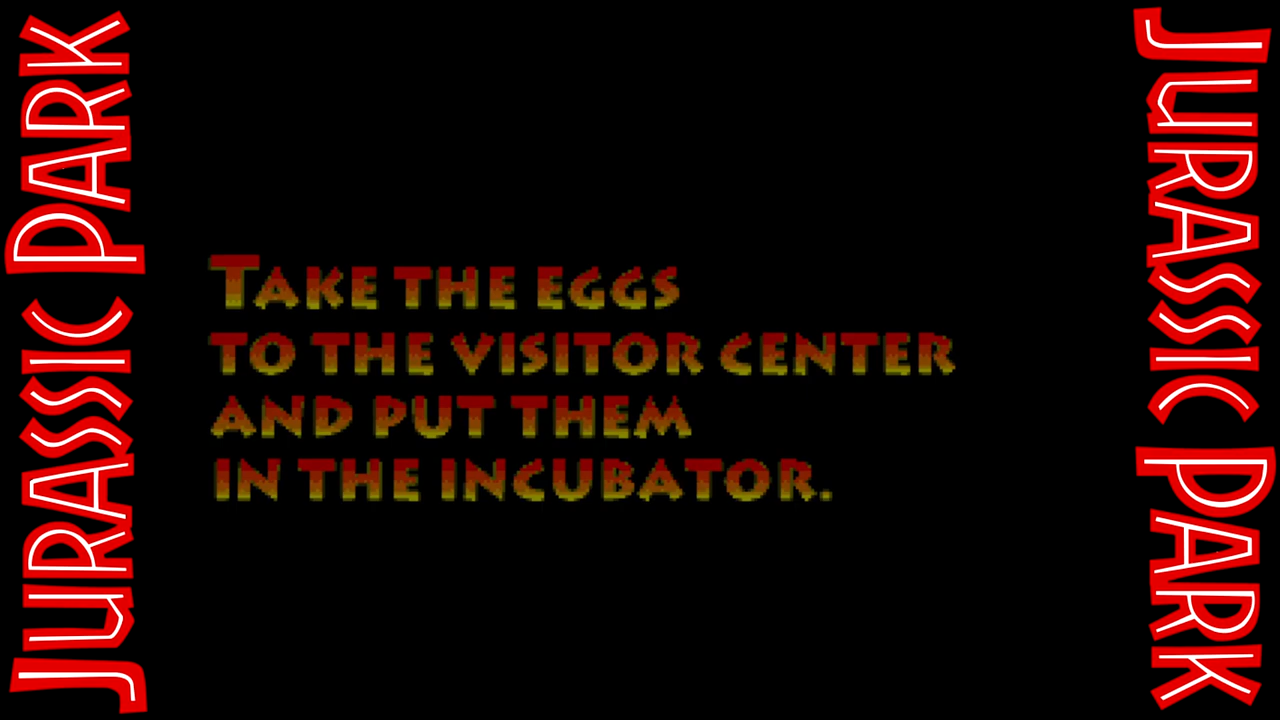 JURASSIC PARK
TAKE THE EGGS
TO THE VISITOR CENTER
AND PUT THEM
IN THE INCUBATOR.
JURASSIC PARK